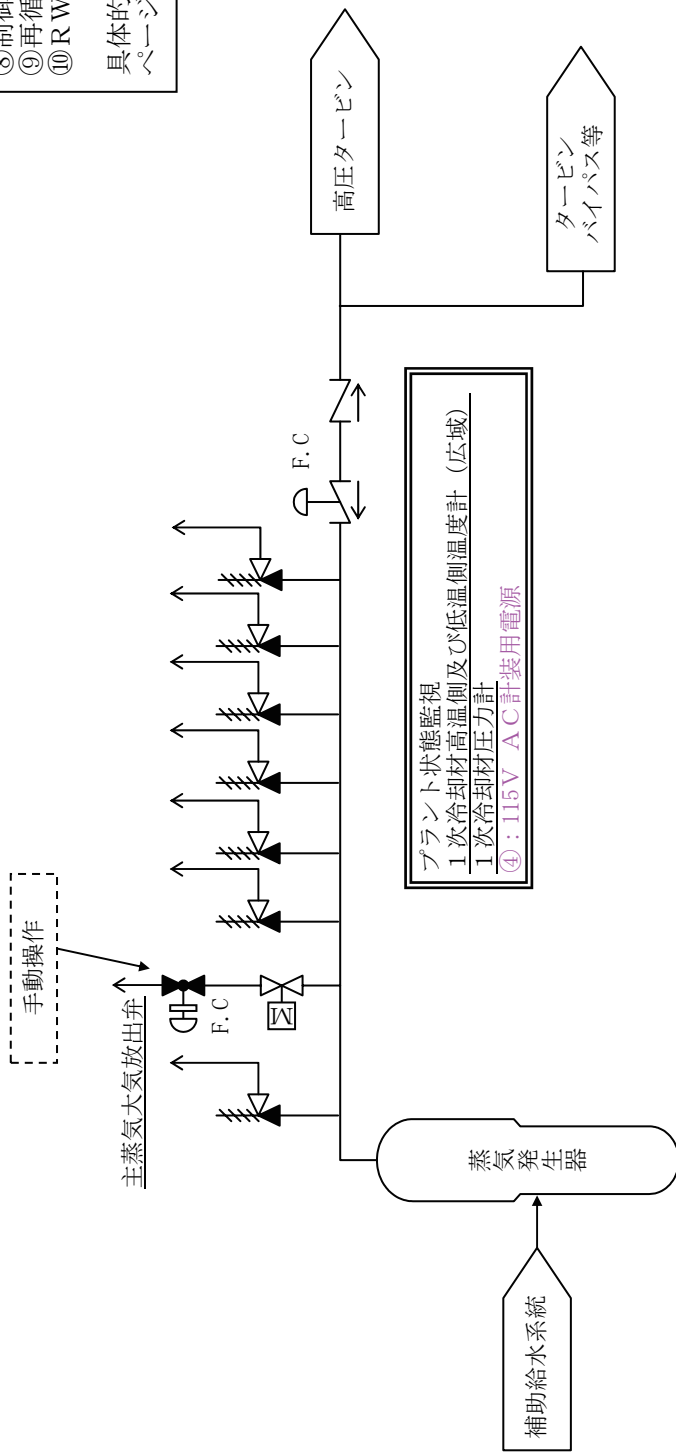 ⑧制御
⑨再循
⑩RW
具体的
ページ
手動操作
主蒸気大気放出弁
F.C
M
F.C
高圧タービン
タービン
バイパス等
プラント状態監視
1次冷却材高温側及び低温側温度計（広域）
1次冷却材圧力計
④：115V AC計装用電源
蒸気発生器
補助給水系統